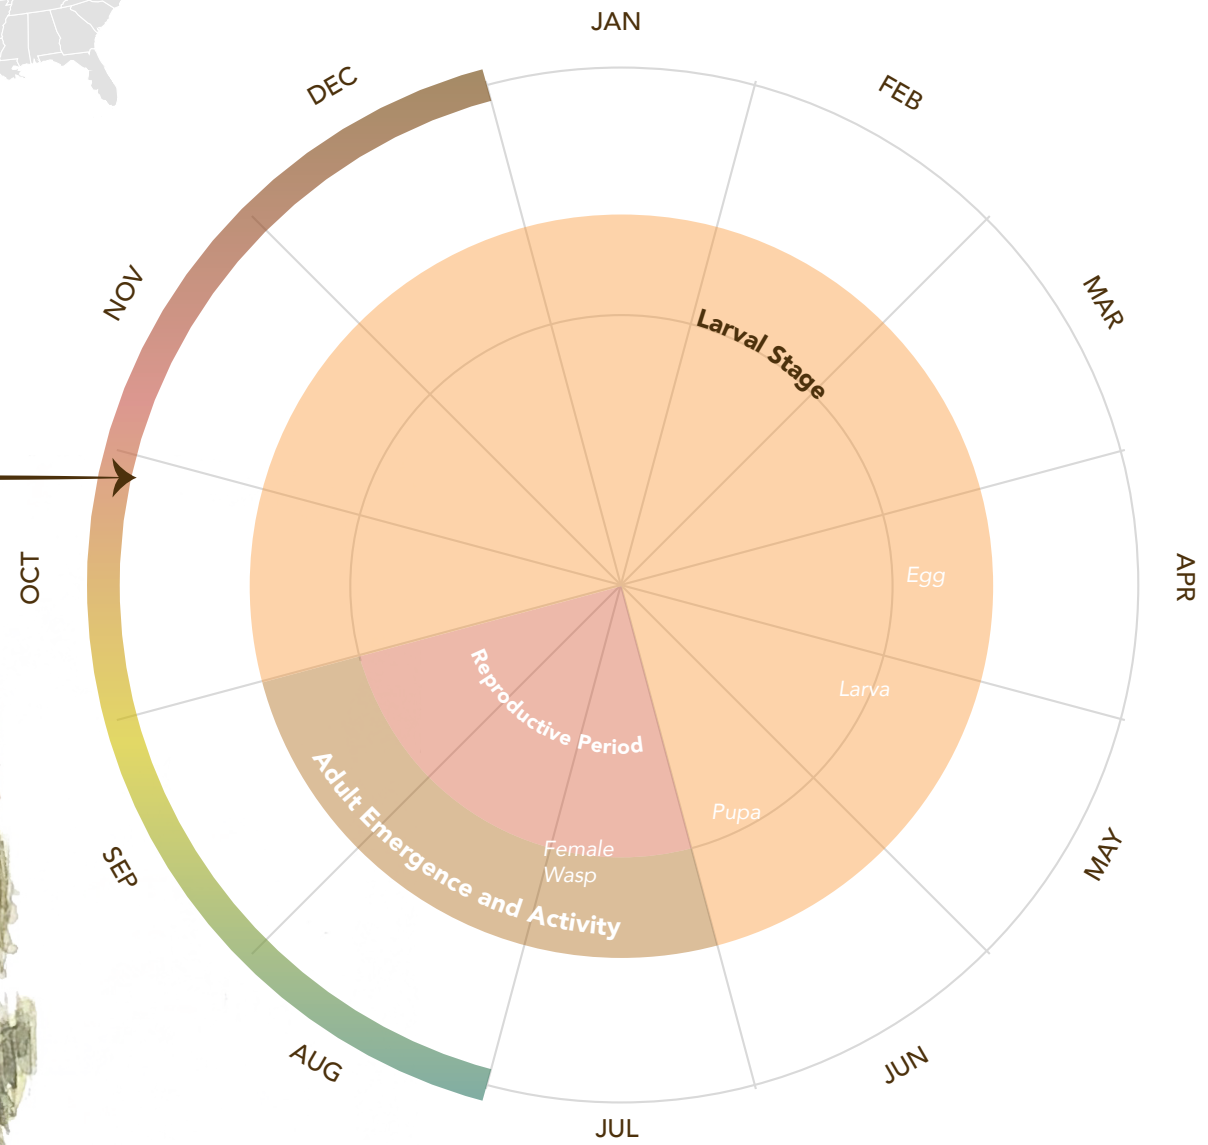 JAN
FEB
MAR
APR
MAY
JUN
JUL
AUG
SEP
OCT
NOV
DEC
Larval Stage
Egg
Larva
Pupa
Female
Wasp
Reproductive Period
Adult Emergence and Activity